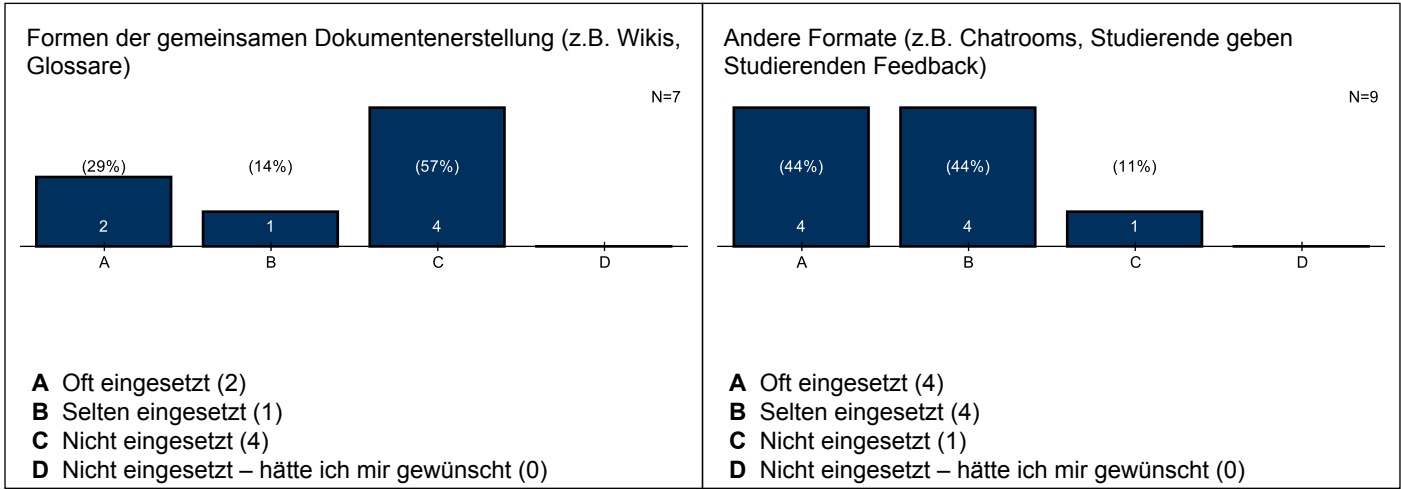 Formen der gemeinsamen Dokumentenerstellung (z.B. Wikis,
Glossare)
N=7
(29%)
(14%)
(57%)
2
1
4
A
B
C
D
A Oft eingesetzt (2)
B Selten eingesetzt (1)
C Nicht eingesetzt (4)
D Nicht eingesetzt – hätte ich mir gewünscht (0)
Andere Formate (z.B. Chatrooms, Studierende geben
Studierenden Feedback)
N=9
(44%)
(44%)
(11%)
4
4
1
A
B
C
D
A Oft eingesetzt (4)
B Selten eingesetzt (4)
C Nicht eingesetzt (1)
D Nicht eingesetzt – hätte ich mir gewünscht (0)